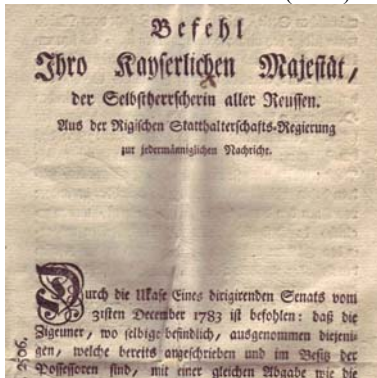 Befehl
Ihro Kayserlichen Majestät,
der Selbstherrscherin aller Reussen.
Aus der Rigischen Statthalterschafts-Regierung
zur jedermänniglichen Nachricht.
Durch die Ukase Eines dirigirenden Senats vom
31sten December 1783 ist befohlen: daß die
Zigeuner, wo selbige befindlich, ausgenommen diejeni-
gen, welche bereits angeschrieben und im Besitz der
Possessoren sind, mit einer gleichen Abgabe wie die
2506.